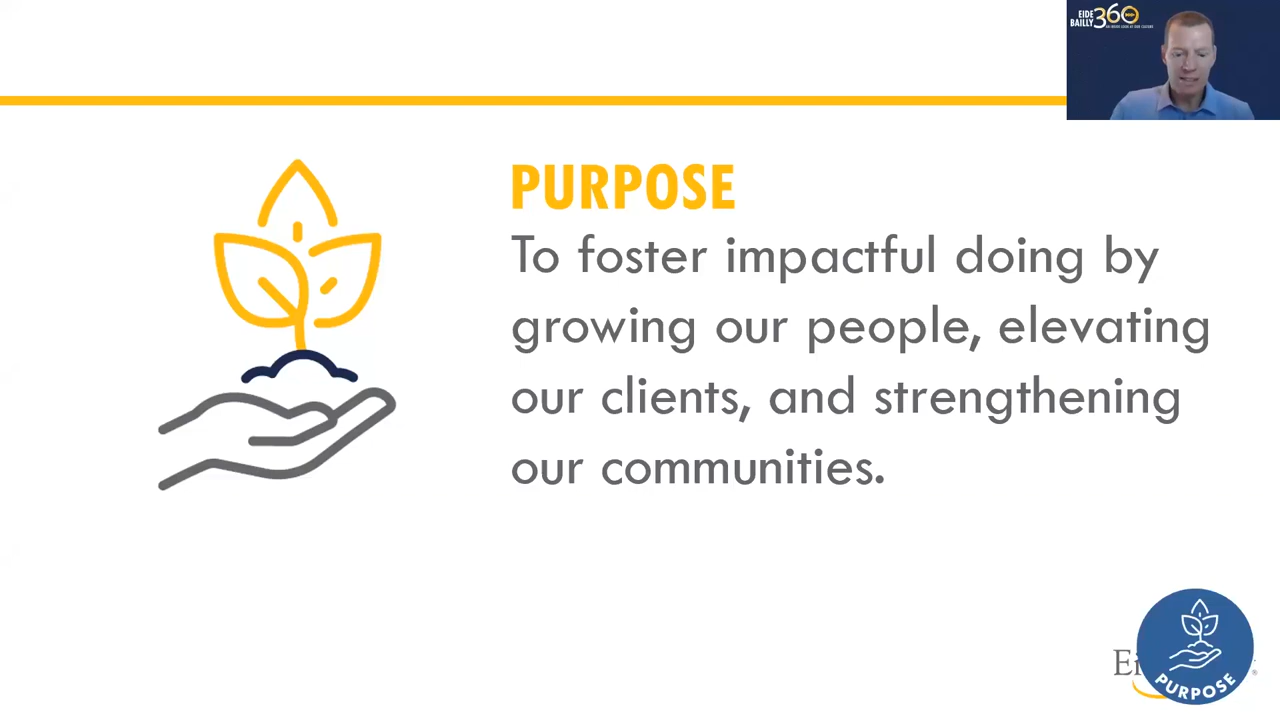 EIDE
BAILLY 360
PURPOSE
To foster impactful doing by
growing our people, elevating
our clients, and strengthening
our communities.
PURPOSE